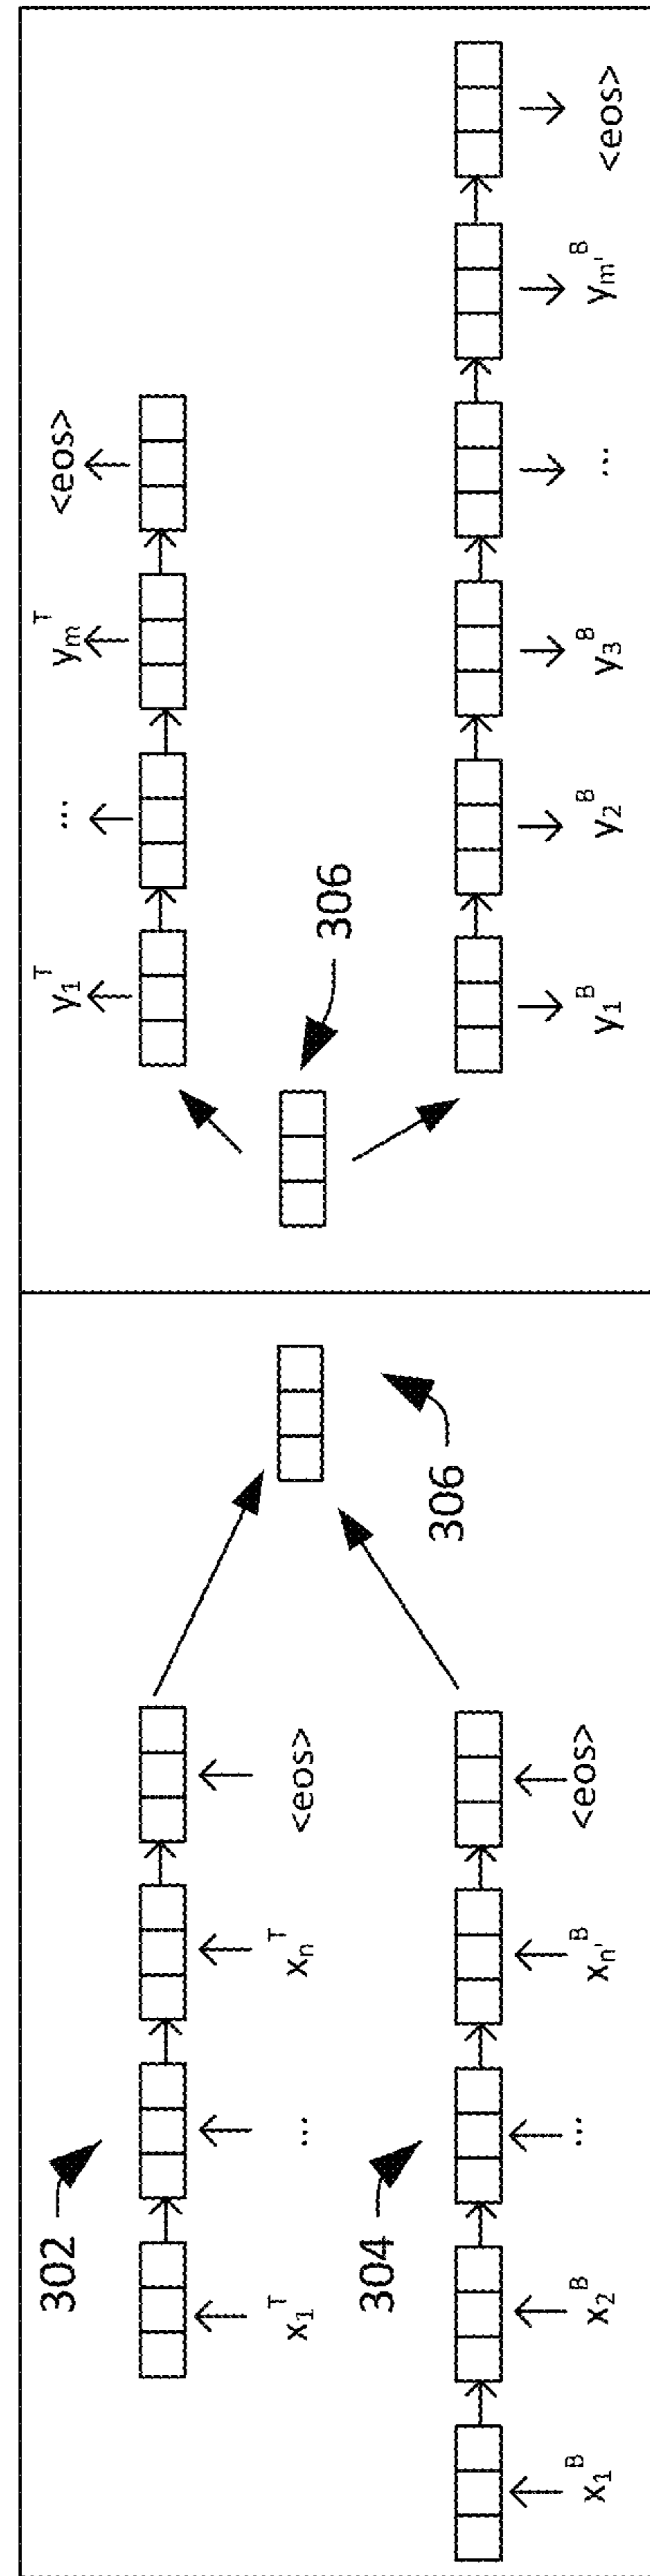 302
x₁ᵀ ... xₙᵀ <eos>
304
x₁ᴮ x₂ᴮ ... xₙ'ᴮ <eos>
306
y₁ᵀ ... yₘᵀ <eos>
306
y₁ᴮ y₂ᴮ y₃ᴮ ... yₘ'ᴮ <eos>